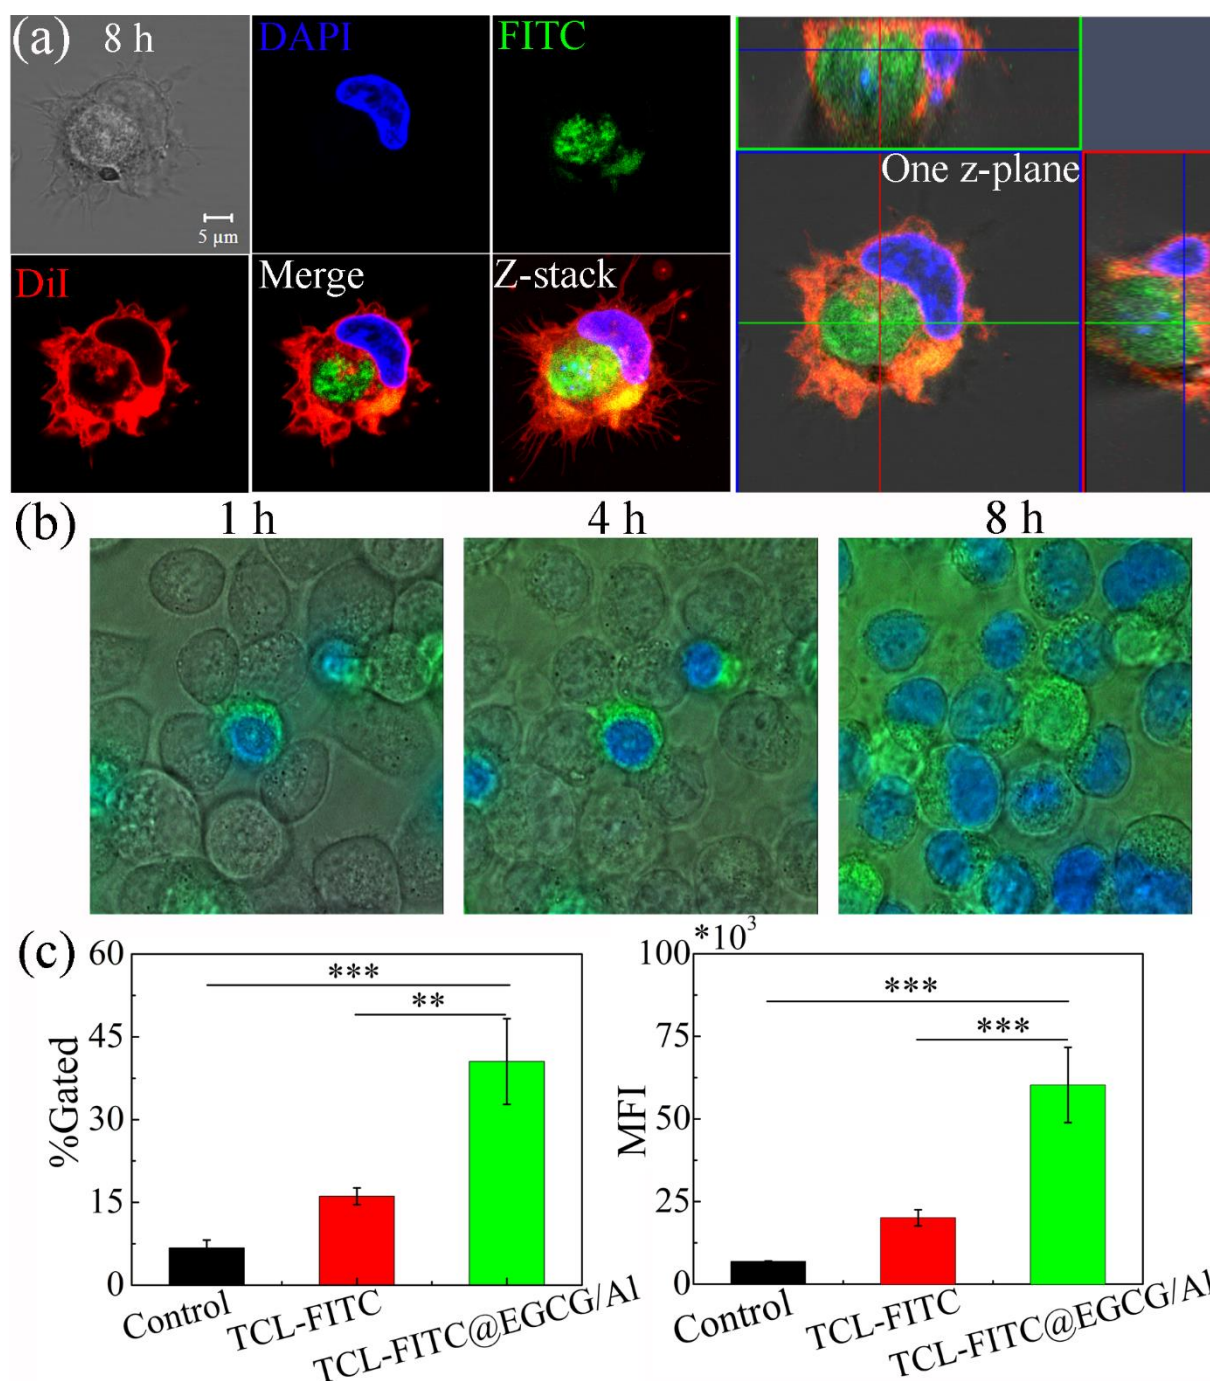 (a) 8 h DAPI FITC
5 μm
One z-plane
DiI Merge Z-stack
(b) 1 h 4 h 8 h
(c)
60
45
30
15
0
%Gated
***
**
Control TCL-FITC TCL-FITC@EGCG/Al
*10³
100
75
50
25
0
MFI
***
***
Control TCL-FITC TCL-FITC@EGCG/Al